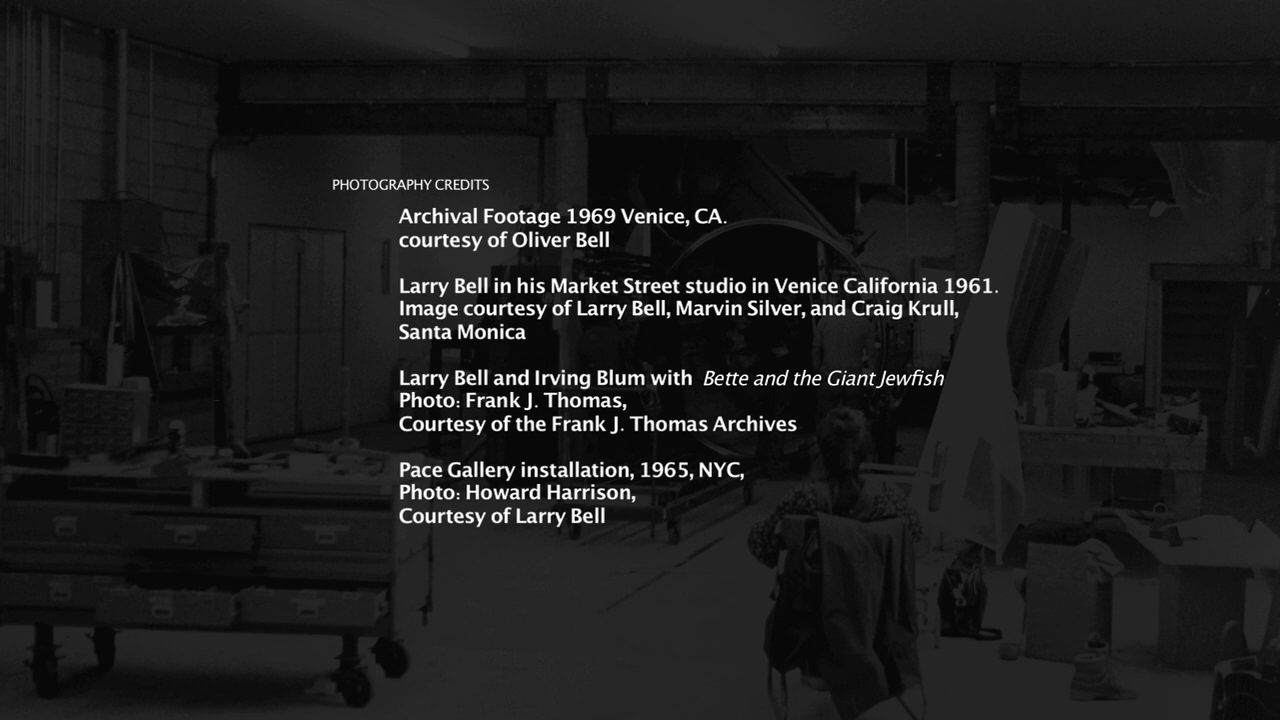 PHOTOGRAPHY CREDITS
Archival Footage 1969 Venice, CA.
courtesy of Oliver Bell
Larry Bell in his Market Street studio in Venice California 1961.
Image courtesy of Larry Bell, Marvin Silver, and Craig Krull,
Santa Monica
Larry Bell and Irving Blum with Bette and the Giant Jewfish
Photo: Frank J. Thomas,
Courtesy of the Frank J. Thomas Archives
Pace Gallery installation, 1965, NYC,
Photo: Howard Harrison,
Courtesy of Larry Bell